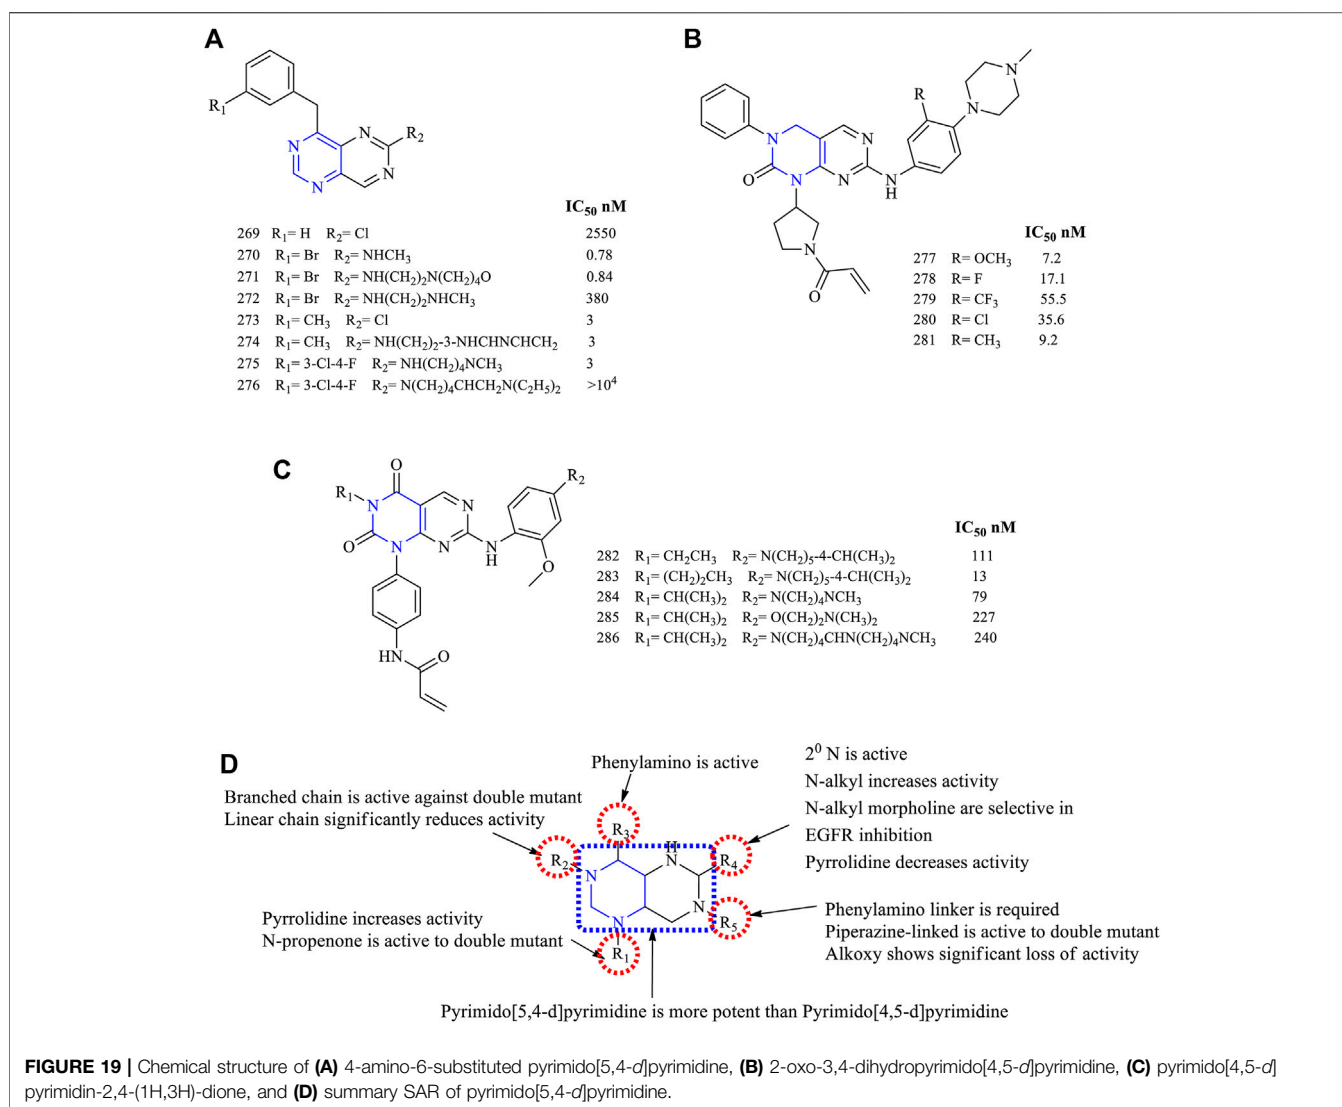 A
R1
N
N
N
N
R2
IC50 nM
269 R1= H R2= Cl 2550
270 R1= Br R2= NHCH3 0.78
271 R1= Br R2= NH(CH2)2N(CH2)4O 0.84
272 R1= Br R2= NH(CH2)2NHCH3 380
273 R1= CH3 R2= Cl 3
274 R1= CH3 R2= NH(CH2)2-3-NHCHNCHCH2 3
275 R1= 3-Cl-4-F R2= NH(CH2)4NCH3 3
276 R1= 3-Cl-4-F R2= N(CH2)4CHCH2N(C2H5)2 >10^4
B
N
N
R
N
N
O
N
N
N
H
N
O
IC50 nM
277 R= OCH3 7.2
278 R= F 17.1
279 R= CF3 55.5
280 R= Cl 35.6
281 R= CH3 9.2
C
O
R1
N
N
R2
O
N
N
N
H
O
HN
O
IC50 nM
282 R1= CH2CH3 R2= N(CH2)5-4-CH(CH3)2 111
283 R1= (CH2)2CH3 R2= N(CH2)5-4-CH(CH3)2 13
284 R1= CH(CH3)2 R2= N(CH2)4NCH3 79
285 R1= CH(CH3)2 R2= O(CH2)2N(CH3)2 227
286 R1= CH(CH3)2 R2= N(CH2)4CHN(CH2)4NCH3 240
D
Phenylamino is active
Branched chain is active against double mutant
Linear chain significantly reduces activity
2^0 N is active
N-alkyl increases activity
N-alkyl morpholine are selective in
EGFR inhibition
Pyrrolidine decreases activity
R3
H
R2
N
N
R4
N
N
R5
R1
Pyrrolidine increases activity
N-propenone is active to double mutant
Phenylamino linker is required
Piperazine-linked is active to double mutant
Alkoxy shows significant loss of activity
Pyrimido[5,4-d]pyrimidine is more potent than Pyrimido[4,5-d]pyrimidine
FIGURE 19 | Chemical structure of (A) 4-amino-6-substituted pyrimido[5,4-d]pyrimidine, (B) 2-oxo-3,4-dihydropyrimido[4,5-d]pyrimidine, (C) pyrimido[4,5-d]
pyrimidin-2,4-(1H,3H)-dione, and (D) summary SAR of pyrimido[5,4-d]pyrimidine.